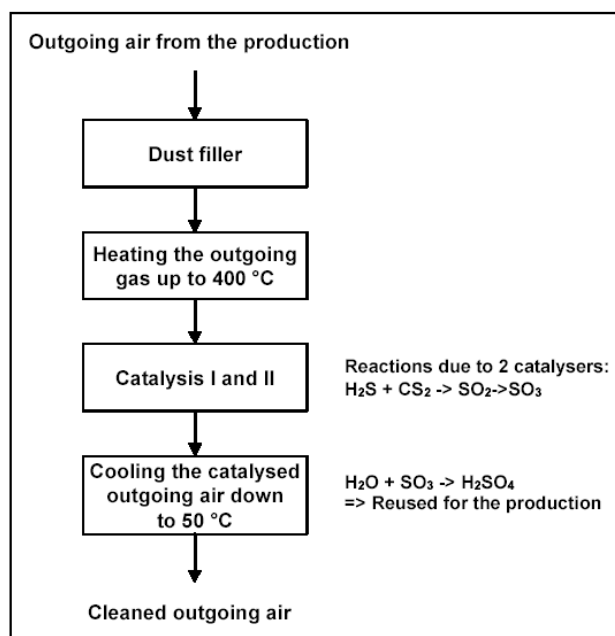 Outgoing air from the production
Dust filler
Heating the outgoing
gas up to 400 °C
Catalysis I and II
Reactions due to 2 catalysers:
H₂S + CS₂ -> SO₂->SO₃
Cooling the catalysed
outgoing air down
to 50 °C
H₂O + SO₃ -> H₂SO₄
=> Reused for the production
Cleaned outgoing air